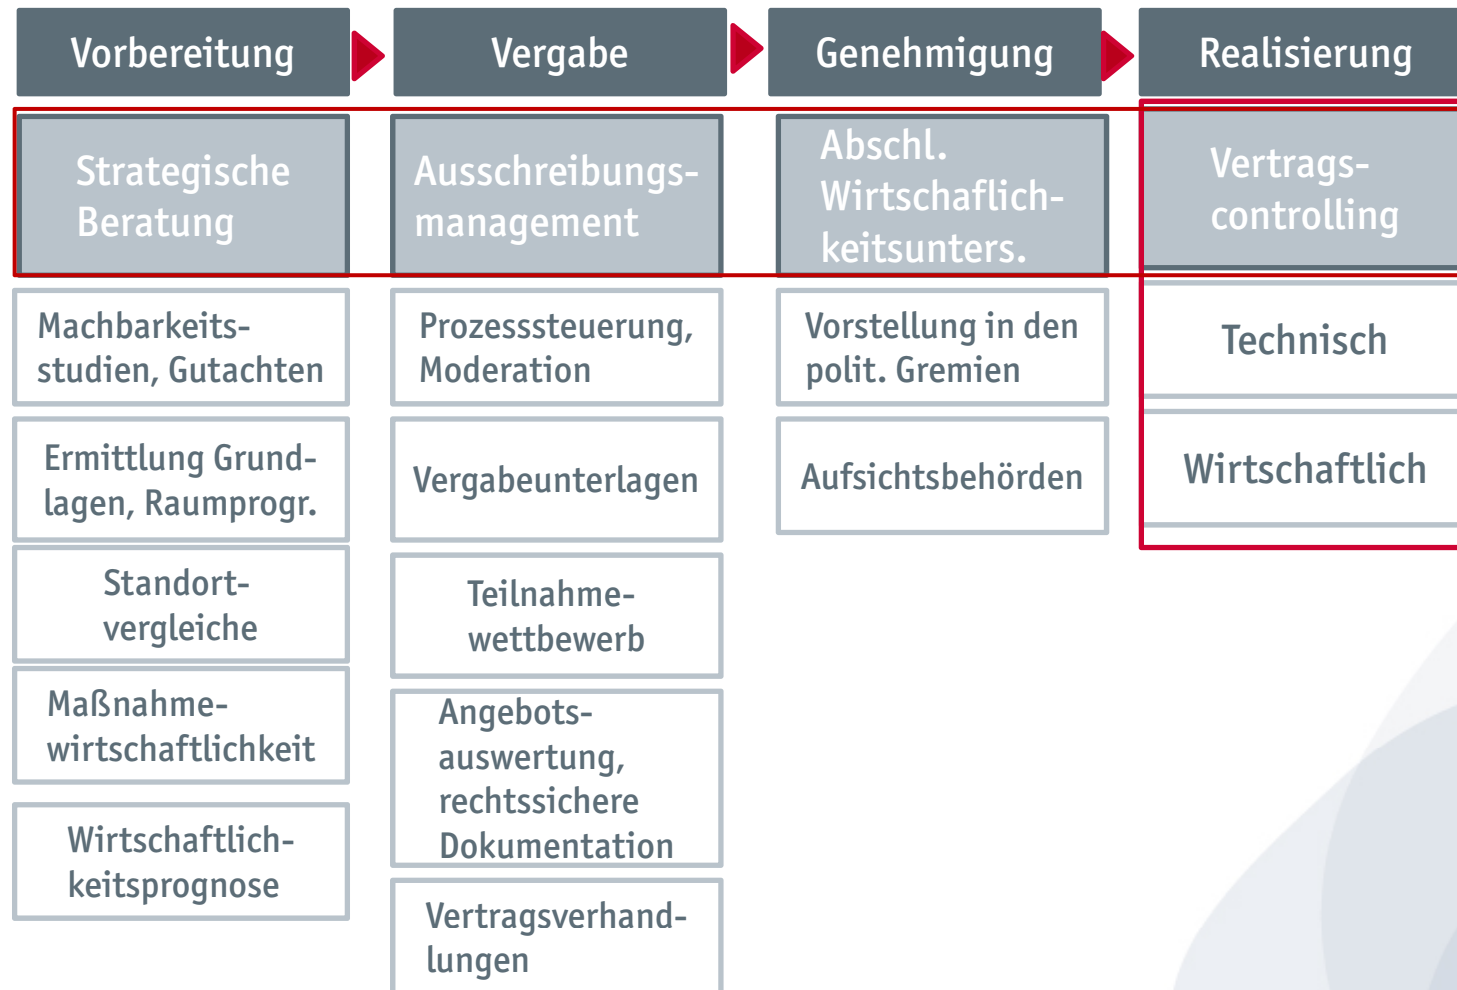 Vorbereitung
Vergabe
Genehmigung
Realisierung
Strategische
Beratung
Ausschreibungs-
management
Abschl.
Wirtschaflich-
keitsunters.
Vertrags-
controlling
Machbarkeits-
studien, Gutachten
Prozesssteuerung,
Moderation
Vorstellung in den
polit. Gremien
Technisch
Ermittlung Grund-
lagen, Raumprogr.
Vergabeunterlagen
Aufsichtsbehörden
Wirtschaftlich
Standort-
vergleiche
Teilnahme-
wettbewerb
Maßnahme-
wirtschaftlichkeit
Angebots-
auswertung,
rechtssichere
Dokumentation
Wirtschaftlich-
keitsprognose
Vertragsverhand-
lungen